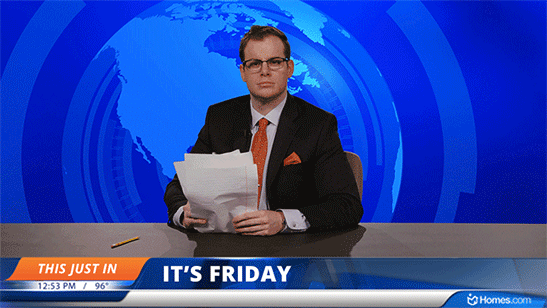 THIS JUST IN
IT'S FRIDAY
12:53 PM / 96°
Homes.com